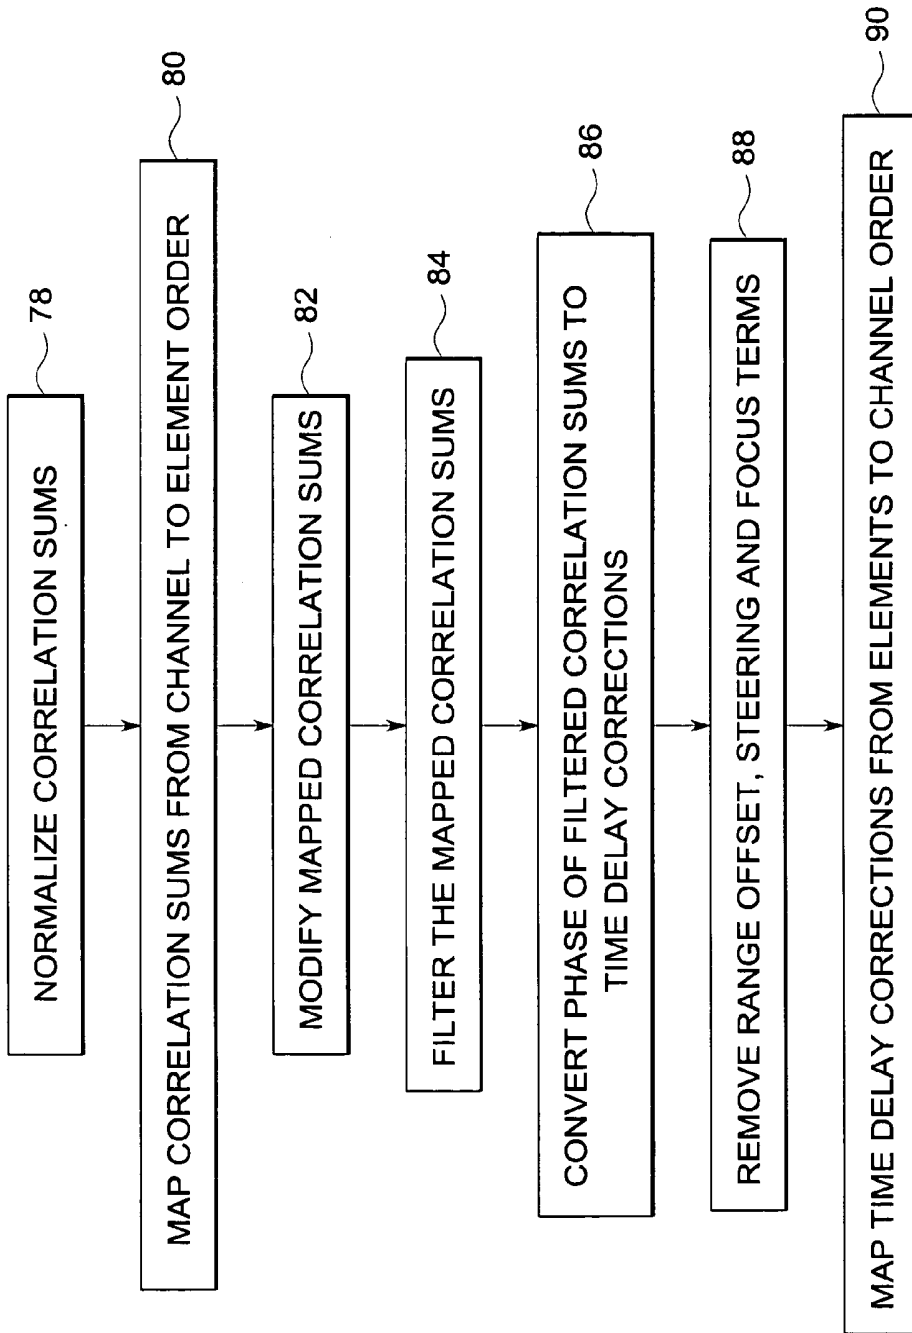 NORMALIZE CORRELATION SUMS
78
MAP CORRELATION SUMS FROM CHANNEL TO ELEMENT ORDER
80
MODIFY MAPPED CORRELATION SUMS
82
FILTER THE MAPPED CORRELATION SUMS
84
CONVERT PHASE OF FILTERED CORRELATION SUMS TO
TIME DELAY CORRECTIONS
86
REMOVE RANGE OFFSET, STEERING AND FOCUS TERMS
88
MAP TIME DELAY CORRECTIONS FROM ELEMENTS TO CHANNEL ORDER
90